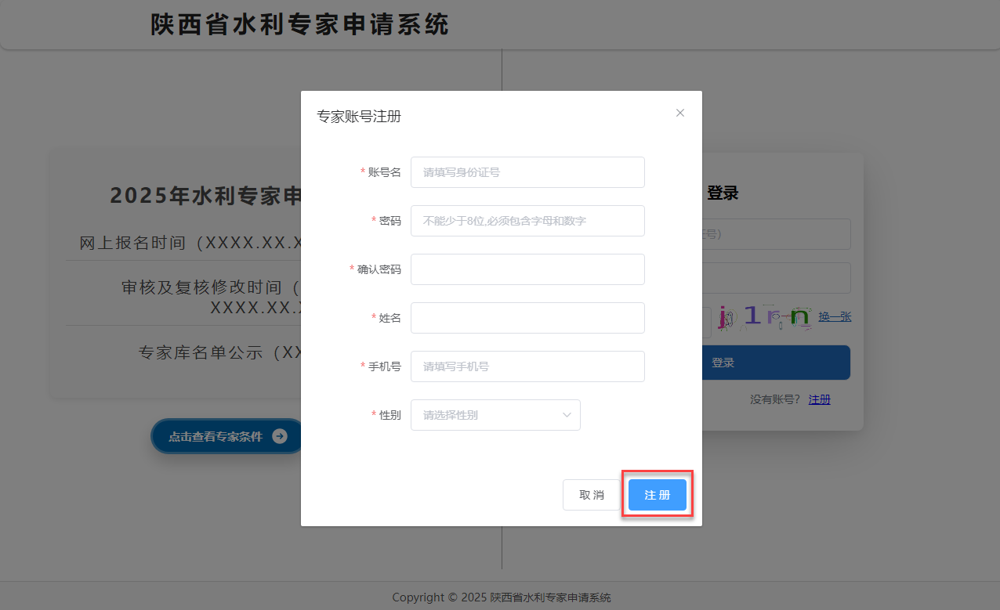 陕西省水利专家申请系统
2025年水利专家申
网上报名时间（XXXX.XX.X
审核及复核修改时间（
XXXX.XX.
专家库名单公示（XX
点击查看专家条件
专家账号注册
* 账号名 请填写身份证号
* 密码 不能少于8位,必须包含字母和数字
* 确认密码
* 姓名
* 手机号 请填写手机号
* 性别 请选择性别
取 消 注 册
登录
证号）
j1rn 换一张
登录
没有账号? 注册
Copyright © 2025 陕西省水利专家申请系统